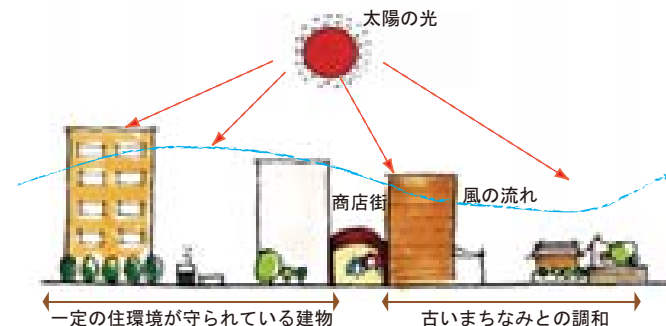 太陽の光
商店街
風の流れ
一定の住環境が守られている建物
古いまちなみとの調和